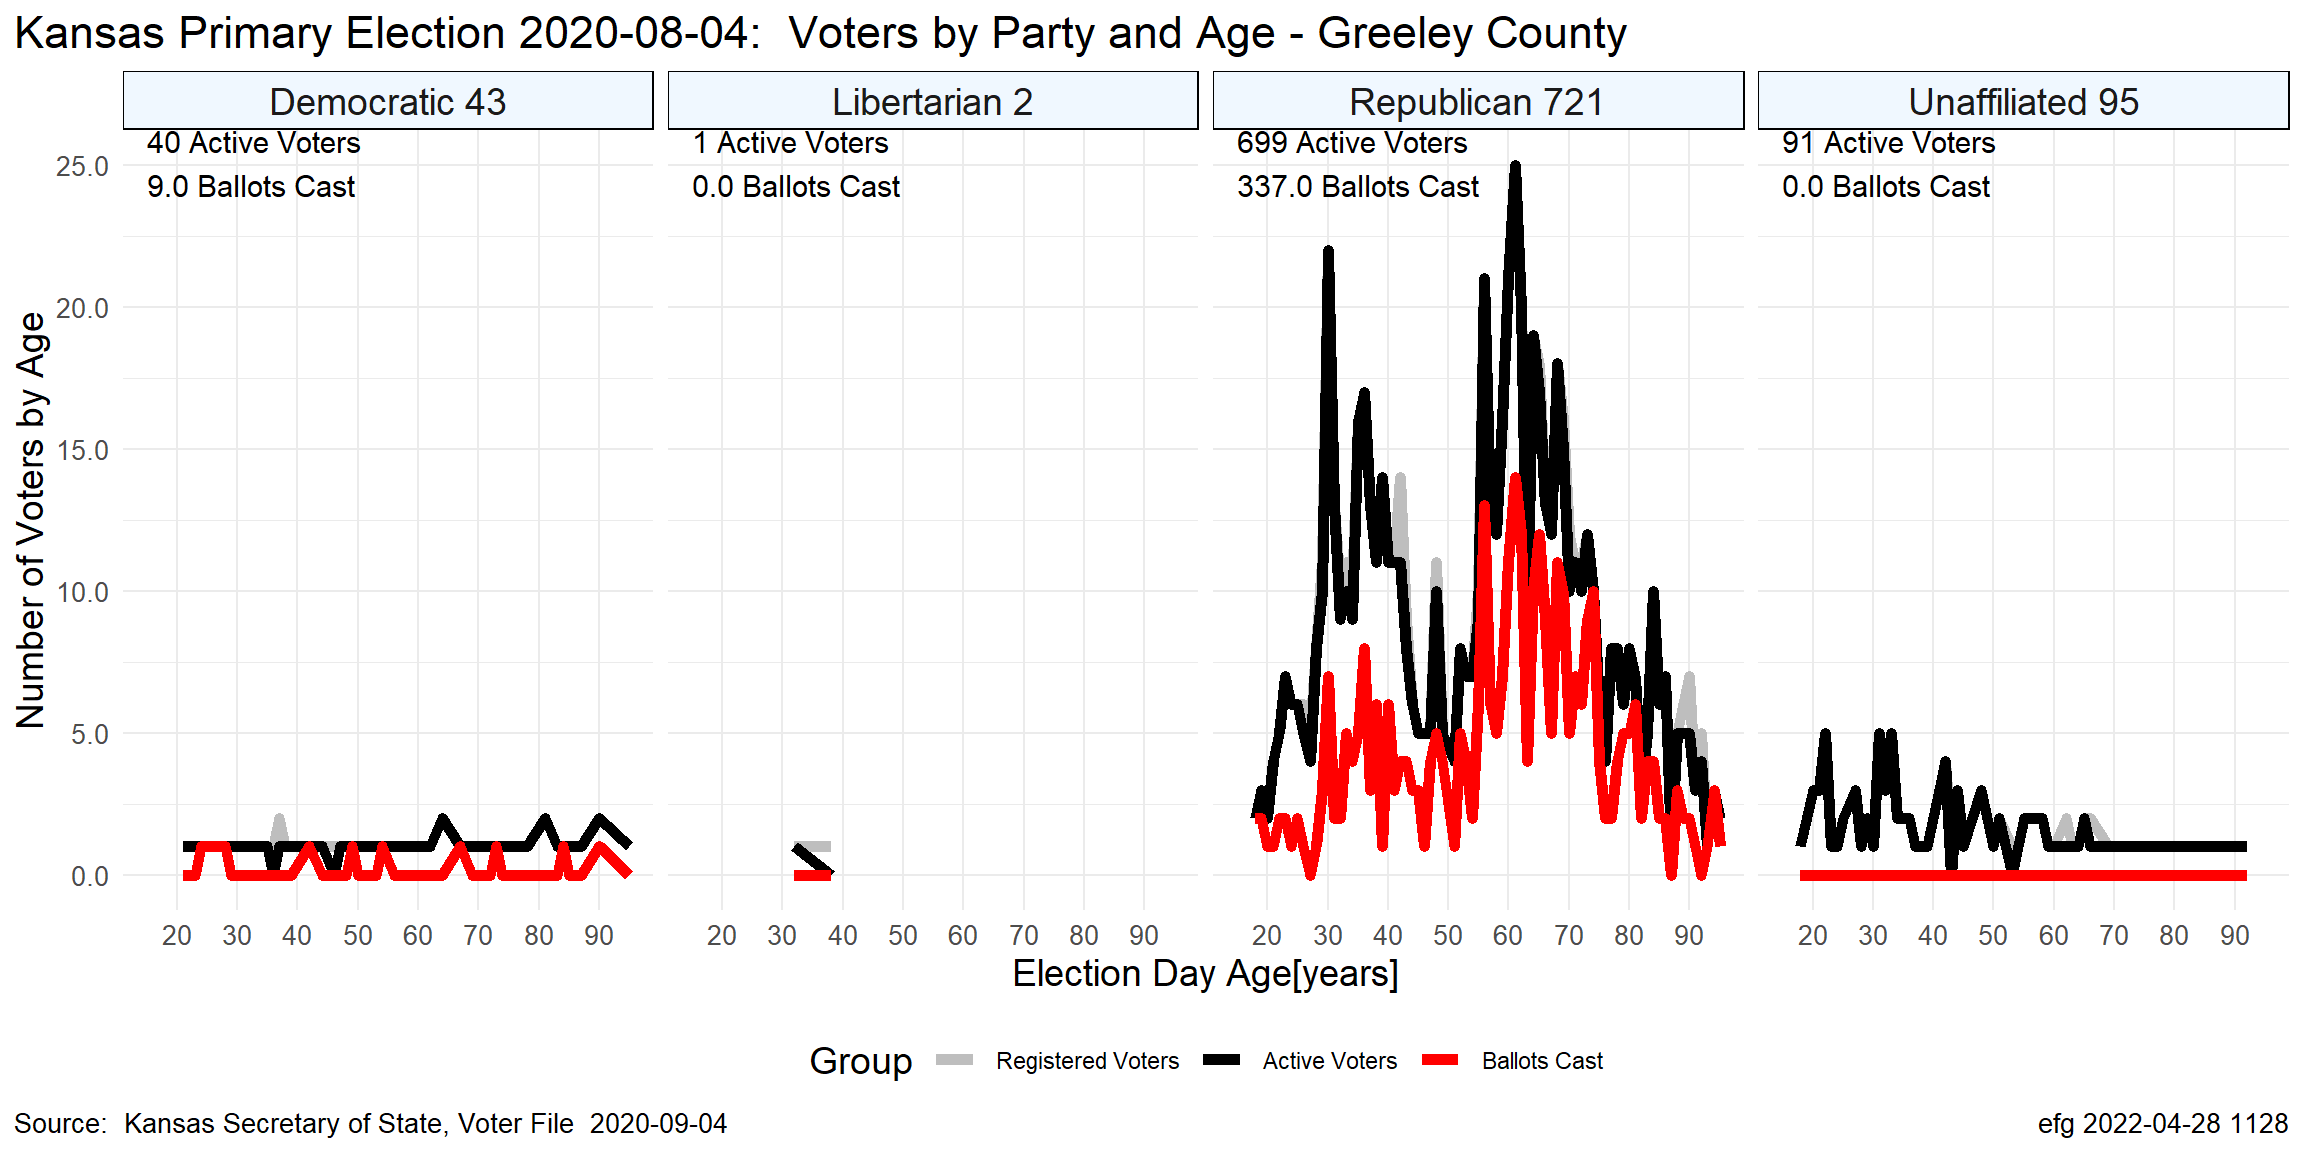 Kansas Primary Election 2020-08-04:  Voters by Party and Age - Greeley County
Democratic 43
Libertarian 2
Republican 721
Unaffiliated 95
40 Active Voters
9.0 Ballots Cast
1 Active Voters
0.0 Ballots Cast
699 Active Voters
337.0 Ballots Cast
91 Active Voters
0.0 Ballots Cast
Number of Voters by Age
25.0
20.0
15.0
10.0
5.0
0.0
20 30 40 50 60 70 80 90
20 30 40 50 60 70 80 90
20 30 40 50 60 70 80 90
20 30 40 50 60 70 80 90
Election Day Age[years]
Group Registered Voters Active Voters Ballots Cast
Source:  Kansas Secretary of State, Voter File  2020-09-04
efg 2022-04-28 1128